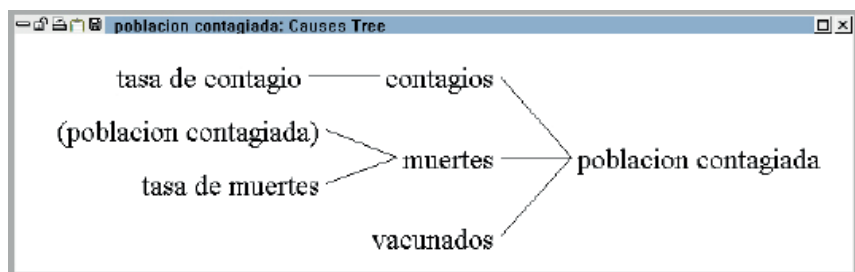 poblacion contagiada: Causes Tree
tasa de contagio contagios
(poblacion contagiada)
muertes poblacion contagiada
tasa de muertes
vacunados